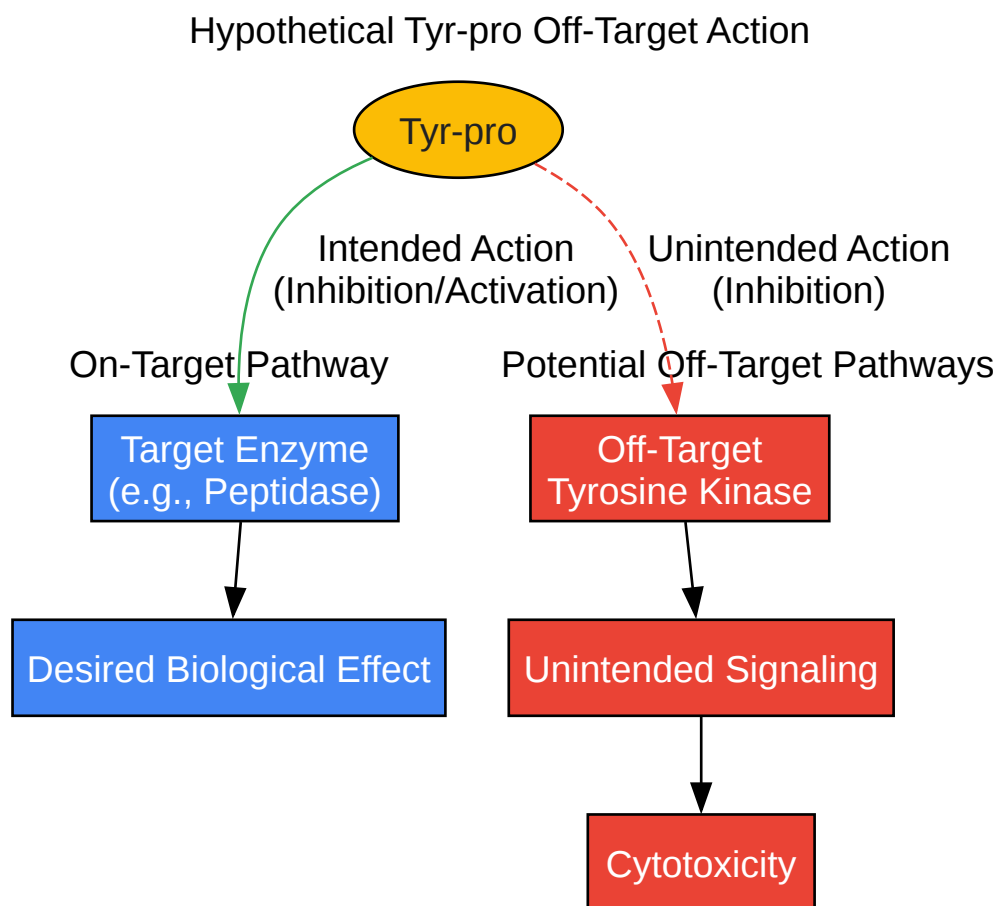 Hypothetical Tyr-pro Off-Target Action
Tyr-pro
Intended Action
(Inhibition/Activation)
Unintended Action
(Inhibition)
On-Target Pathway
Potential Off-Target Pathways
Target Enzyme
(e.g., Peptidase)
Off-Target
Tyrosine Kinase
Desired Biological Effect
Unintended Signaling
Cytotoxicity